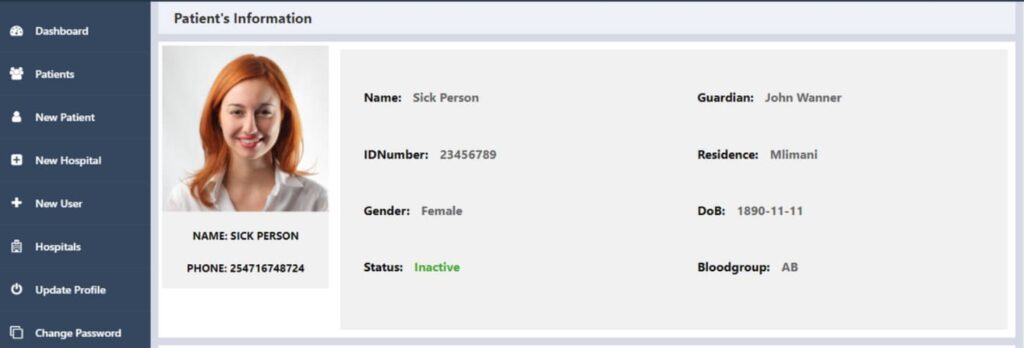 Patient's Information
Dashboard
Patients
New Patient
New Hospital
New User
Hospitals
Update Profile
Change Password
NAME: SICK PERSON
PHONE: 254716748724
Name: Sick Person
Guardian: John Wanner
IDNumber: 23456789
Residence: Mlimani
Gender: Female
DoB: 1890-11-11
Status: Inactive
Bloodgroup: AB